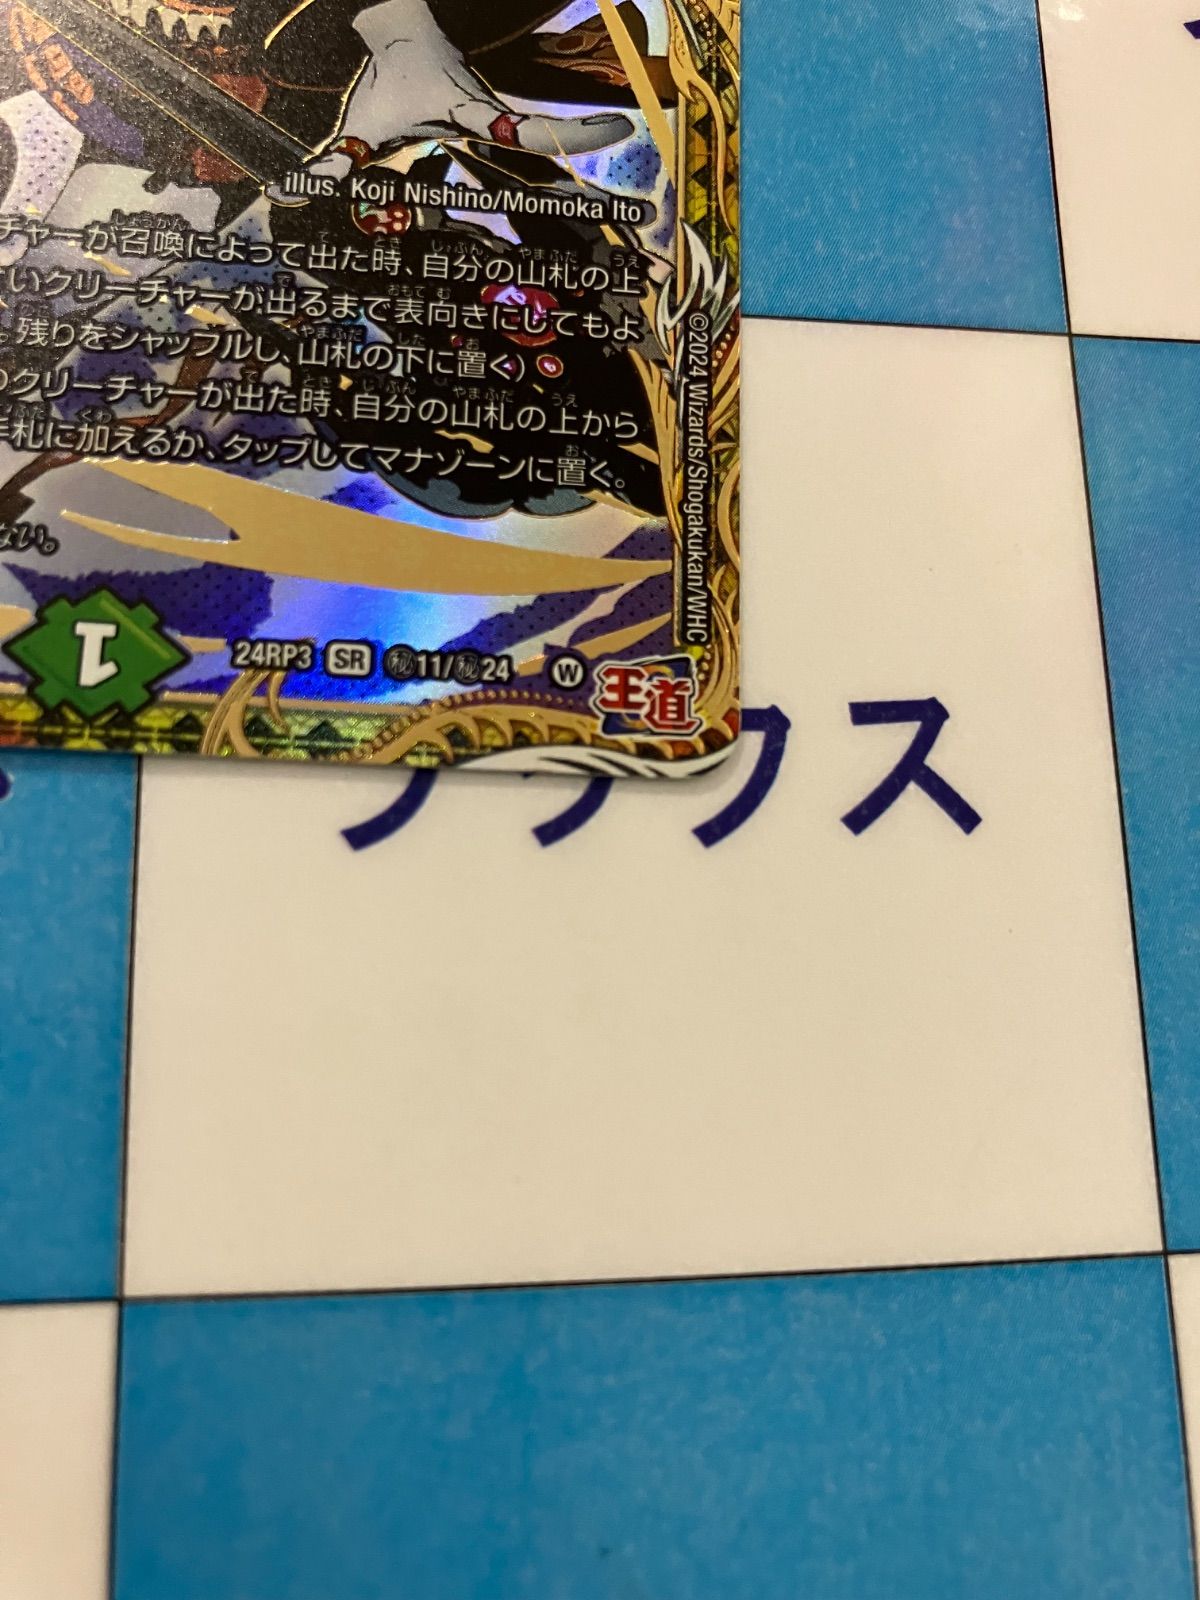 illus. Koji Nishino/Momoka Ito
チャーが召喚によって出た時、自分の山札の上
いクリーチャーが出るまで表向きにしてもよ
。残りをシャッフルし、山札の下に置く)
のクリーチャーが出た時、自分の山札の上から
手札に加えるか、タップしてマナゾーンに置く。
ない。
1
24RP3 SR ㊙11/㊙24 W 王道
©2024 Wizards/Shogakukan/WHC
クス